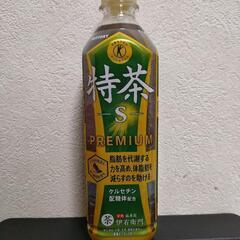 SUNTORY
特茶
S
PREMIUM
脂肪を代謝する
力を高め、体脂肪を
減らすのを助ける
ケルセチン
配糖体配合
茶
伊右衛門